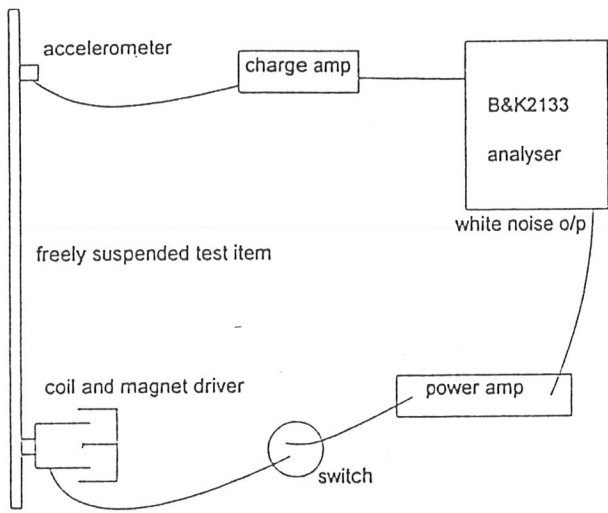 accelerometer
charge amp
B&K2133
analyser
white noise o/p
freely suspended test item
coil and magnet driver
power amp
switch